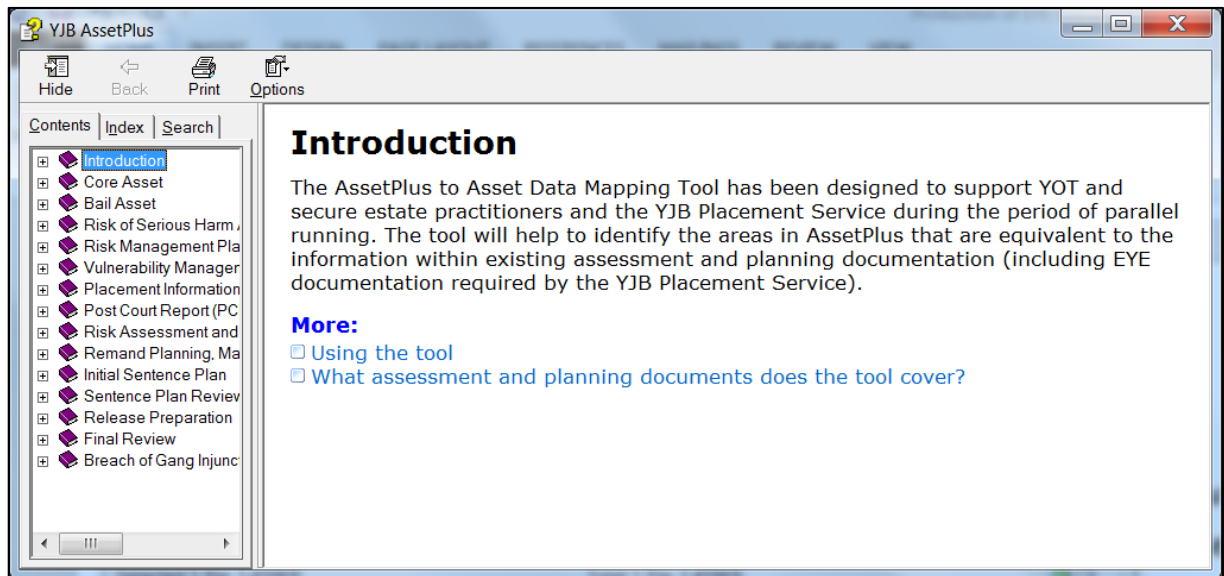 YJB AssetPlus
Hide Back Print Options
Contents Index Search
Introduction
Core Asset
Bail Asset
Risk of Serious Harm
Risk Management Pla
Vulnerability Manager
Placement Information
Post Court Report (PC
Risk Assessment and
Remand Planning, Ma
Initial Sentence Plan
Sentence Plan Review
Release Preparation
Final Review
Breach of Gang Injunc
Introduction
The AssetPlus to Asset Data Mapping Tool has been designed to support YOT and
secure estate practitioners and the YJB Placement Service during the period of parallel
running. The tool will help to identify the areas in AssetPlus that are equivalent to the
information within existing assessment and planning documentation (including EYE
documentation required by the YJB Placement Service).
More:
Using the tool
What assessment and planning documents does the tool cover?